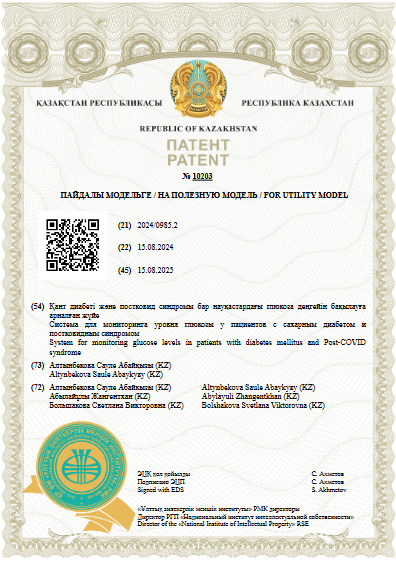 ҚАЗАҚСТАН РЕСПУБЛИКАСЫ РЕСПУБЛИКА КАЗАХСТАН
REPUBLIC OF KAZAKHSTAN
ПАТЕНТ
PATENT
№ 10203
ПАЙДАЛЫ МОДЕЛЬГЕ / НА ПОЛЕЗНУЮ МОДЕЛЬ / FOR UTILITY MODEL
(21) 2024/0985.2
(22) 15.08.2024
(45) 15.08.2025
(54) Қант диабеті және постковид синдромы бар науқастардағы глюкоза деңгейін бақылауға
арналған жүйе
Система для мониторинга уровня глюкозы у пациентов с сахарным диабетом и
постковидным синдромом
System for monitoring glucose levels in patients with diabetes mellitus and Post-COVID
syndrome
(73) Алтынбекова Сауле Абайкызы (KZ)
Altynbekova Saule Abaykyzy (KZ)
(72) Алтынбекова Сауле Абайкызы (KZ) Altynbekova Saule Abaykyzy (KZ)
Абылайұлы Жангентхан (KZ) Abylayuli Zhangentkhan (KZ)
Большакова Светлана Викторовна (KZ) Bolshakova Svetlana Viktorovna (KZ)
ЭЦҚ қол қойылды С. Ахметов
Подписано ЭЦП С. Ахметов
Signed with EDS S. Akhmetov
«Ұлттық зияткерлік меншік институты» РМК директоры
Директор РГП «Национальный институт интеллектуальной собственности»
Director of the «National Institute of Intellectual Property» RSE